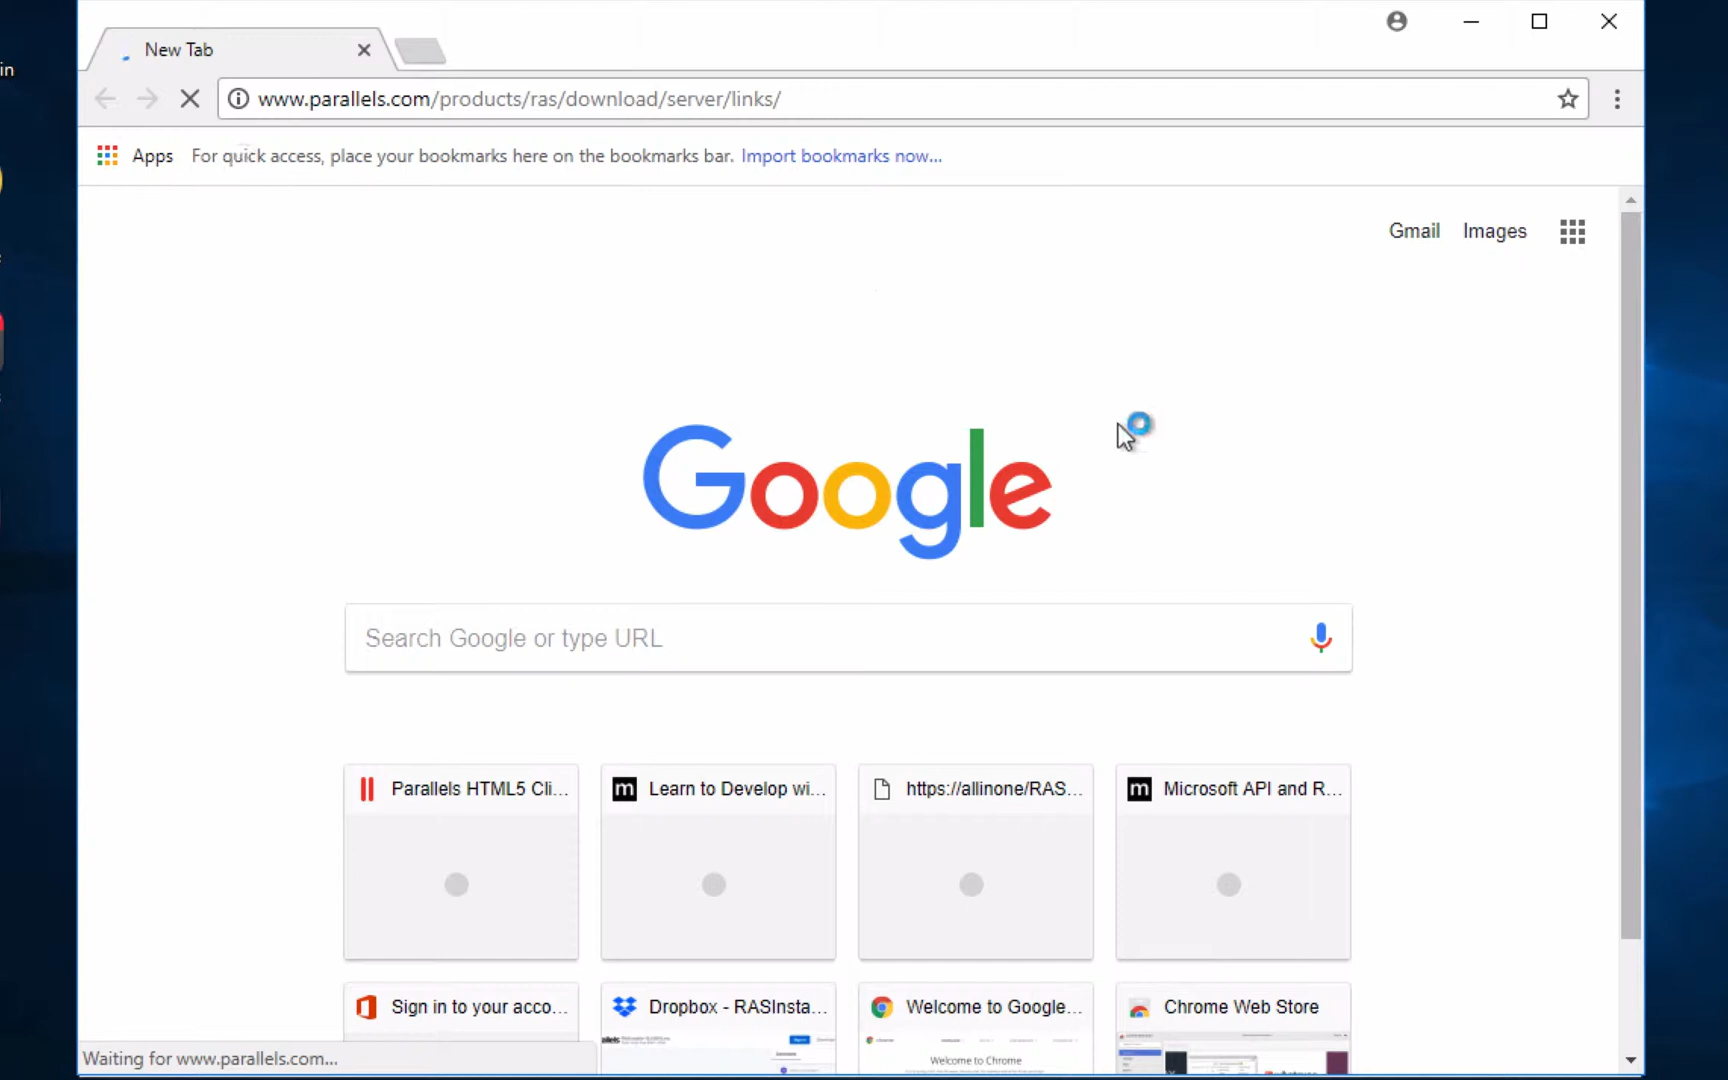 in
New Tab
www.parallels.com/products/ras/download/server/links/
Apps For quick access, place your bookmarks here on the bookmarks bar. Import bookmarks now...
Gmail Images
Google
Search Google or type URL
Parallels HTML5 Cli... Learn to Develop wi... https://allinone/RAS... Microsoft API and R...
Sign in to your acco... Dropbox - RASInsta... Welcome to Google... Chrome Web Store
Welcome to Chrome
Waiting for www.parallels.com...